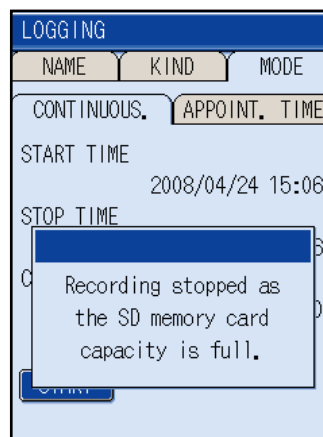 LOGGING
NAME KIND MODE
CONTINUOUS. APPOINT. TIME
START TIME
2008/04/24 15:06
STOP TIME
Recording stopped as
the SD memory card
capacity is full.
START